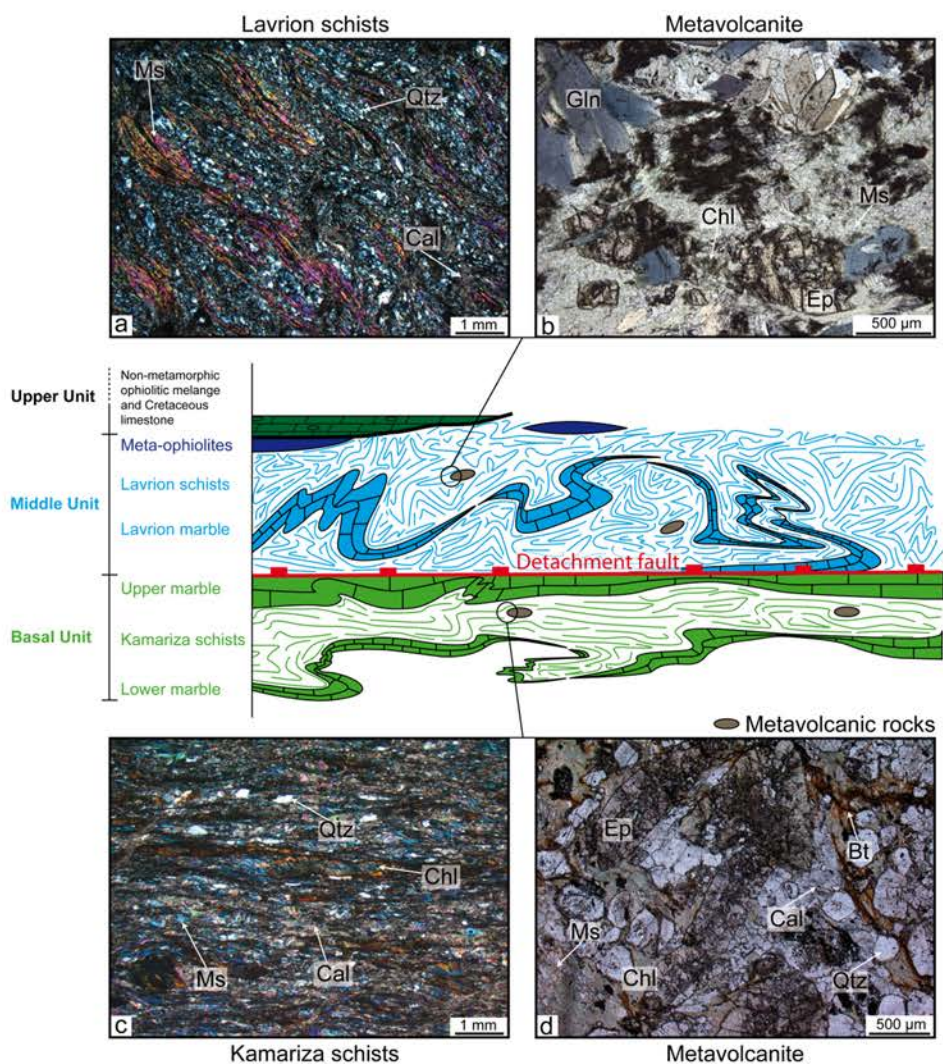 Lavrion schists
Metavolcanite
Ms
Qtz
Cal
a
1 mm
Gln
Chl
Ms
Ep
b
500 µm
Upper Unit
Non-metamorphic
ophiolitic melange
and Cretaceous
limestone
Meta-ophiolites
Middle Unit
Lavrion schists
Lavrion marble
Detachment fault
Upper marble
Basal Unit
Kamariza schists
Lower marble
Metavolcanic rocks
Qtz
Chl
Ms
Cal
c
1 mm
Ep
Bt
Cal
Ms
Chl
Qtz
d
500 µm
Kamariza schists
Metavolcanite